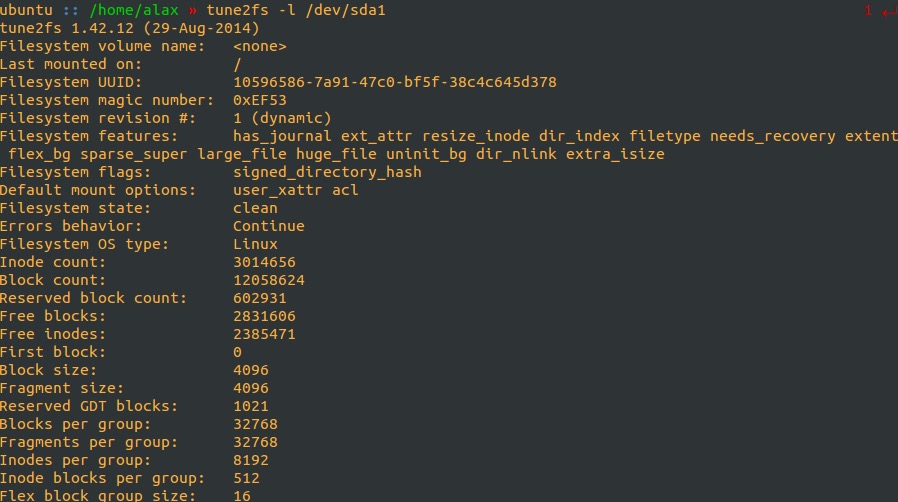 ubuntu :: /home/alax » tune2fs -l /dev/sda1 1 ↵
tune2fs 1.42.12 (29-Aug-2014)
Filesystem volume name: <none>
Last mounted on: /
Filesystem UUID: 10596586-7a91-47c0-bf5f-38c4c645d378
Filesystem magic number: 0xEF53
Filesystem revision #: 1 (dynamic)
Filesystem features: has_journal ext_attr resize_inode dir_index filetype needs_recovery extent
flex_bg sparse_super large_file huge_file uninit_bg dir_nlink extra_isize
Filesystem flags: signed_directory_hash
Default mount options: user_xattr acl
Filesystem state: clean
Errors behavior: Continue
Filesystem OS type: Linux
Inode count: 3014656
Block count: 12058624
Reserved block count: 602931
Free blocks: 2831606
Free inodes: 2385471
First block: 0
Block size: 4096
Fragment size: 4096
Reserved GDT blocks: 1021
Blocks per group: 32768
Fragments per group: 32768
Inodes per group: 8192
Inode blocks per group: 512
Flex block group size: 16